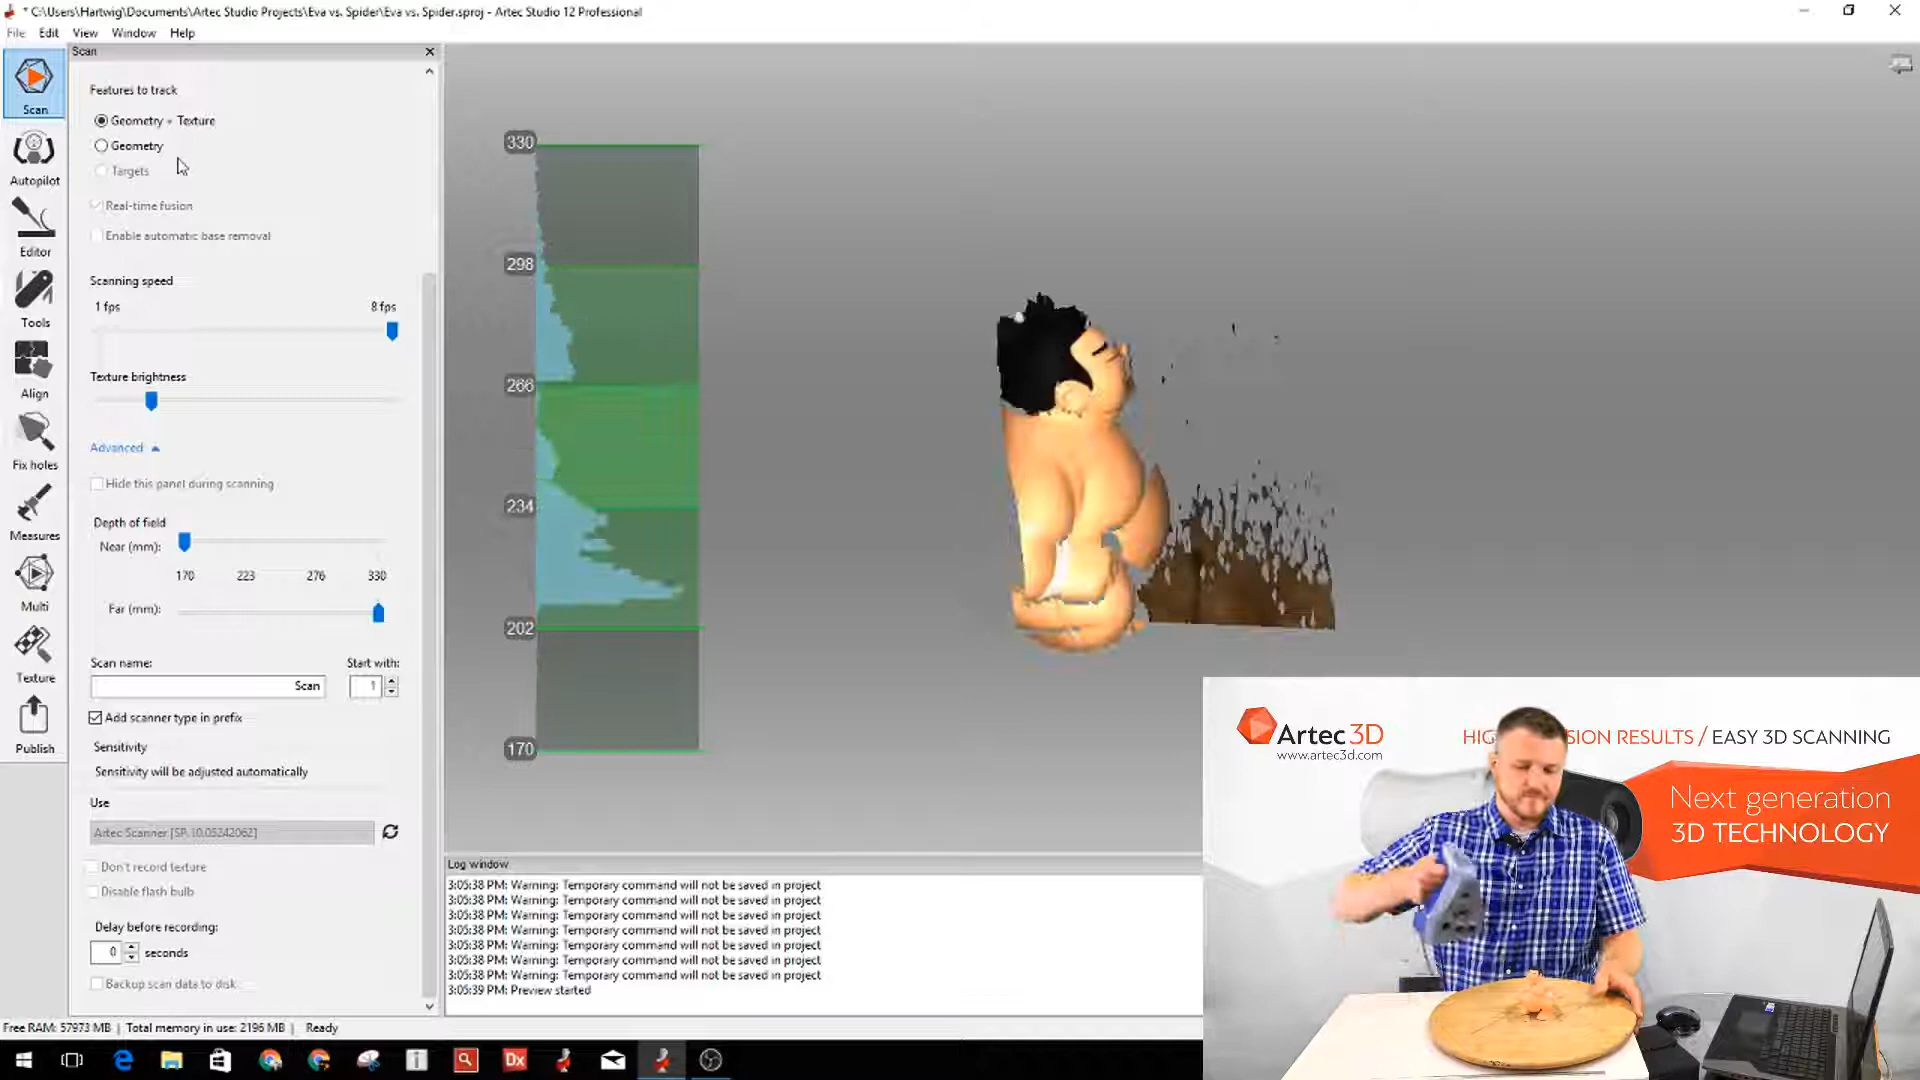 * C:\Users\Hartwig\Documents\Artec Studio Projects\Eva vs. Spider\Eva vs. Spider.sproj - Artec Studio 12 Professional
File Edit View Window Help
Scan
Scan
Autopilot
Editor
Tools
Align
Fix holes
Measures
Multi
Texture
Publish
Features to track
Geometry + Texture
Geometry
Targets
Real-time fusion
Enable automatic base removal
Scanning speed
1 fps 8 fps
Texture brightness
Advanced
Hide this panel during scanning
Depth of field
Near (mm):
170 223 276 330
Far (mm):
Scan name: Start with:
Scan 1
Add scanner type in prefix
Sensitivity
Sensitivity will be adjusted automatically
Use
Artec Scanner [SP.10.05242062]
Don't record texture
Disable flash bulb
Delay before recording:
0 seconds
Backup scan data to disk
330
298
266
234
202
170
Log window
3:05:38 PM: Warning: Temporary command will not be saved in project
3:05:38 PM: Warning: Temporary command will not be saved in project
3:05:38 PM: Warning: Temporary command will not be saved in project
3:05:38 PM: Warning: Temporary command will not be saved in project
3:05:38 PM: Warning: Temporary command will not be saved in project
3:05:38 PM: Warning: Temporary command will not be saved in project
3:05:38 PM: Warning: Temporary command will not be saved in project
3:05:39 PM: Preview started
Artec 3D
www.artec3d.com
HIG SION RESULTS / EASY 3D SCANNING
Next generation
3D TECHNOLOGY
Free RAM: 57973 MB | Total memory in use: 2196 MB | Ready
Dx